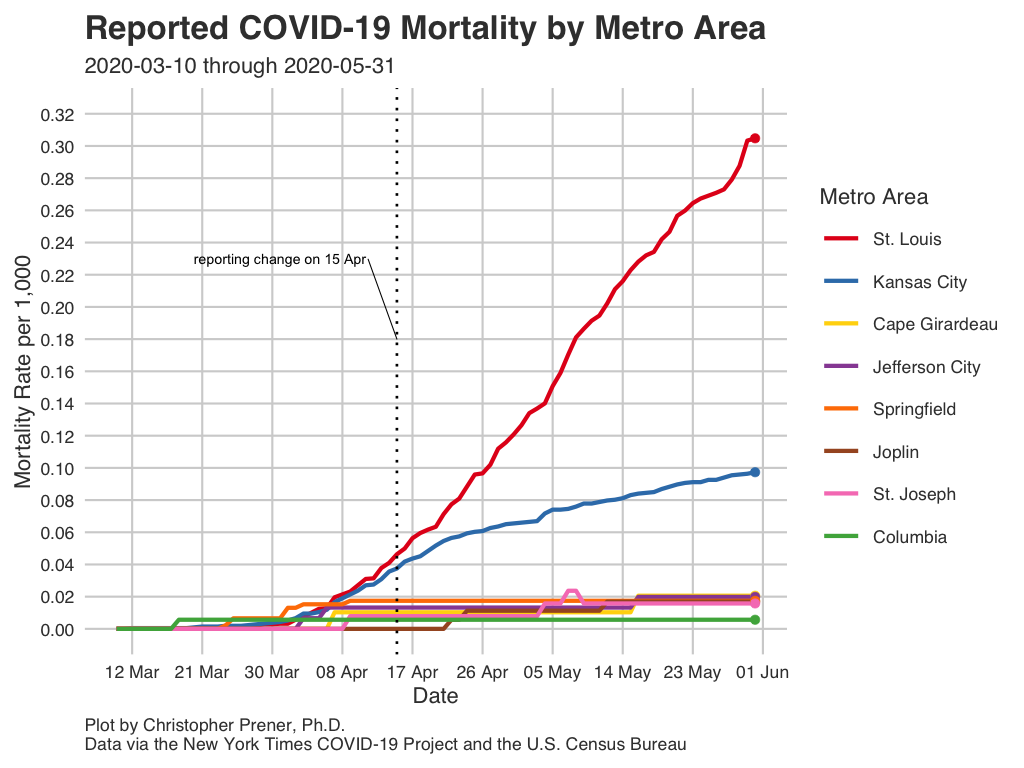 Reported COVID-19 Mortality by Metro Area
2020-03-10 through 2020-05-31
Mortality Rate per 1,000
0.32
0.30
0.28
0.26
0.24
0.22
0.20
0.18
0.16
0.14
0.12
0.10
0.08
0.06
0.04
0.02
0.00
reporting change on 15 Apr
12 Mar 21 Mar 30 Mar 08 Apr 17 Apr 26 Apr 05 May 14 May 23 May 01 Jun
Date
Metro Area
St. Louis
Kansas City
Cape Girardeau
Jefferson City
Springfield
Joplin
St. Joseph
Columbia
Plot by Christopher Prener, Ph.D.
Data via the New York Times COVID-19 Project and the U.S. Census Bureau